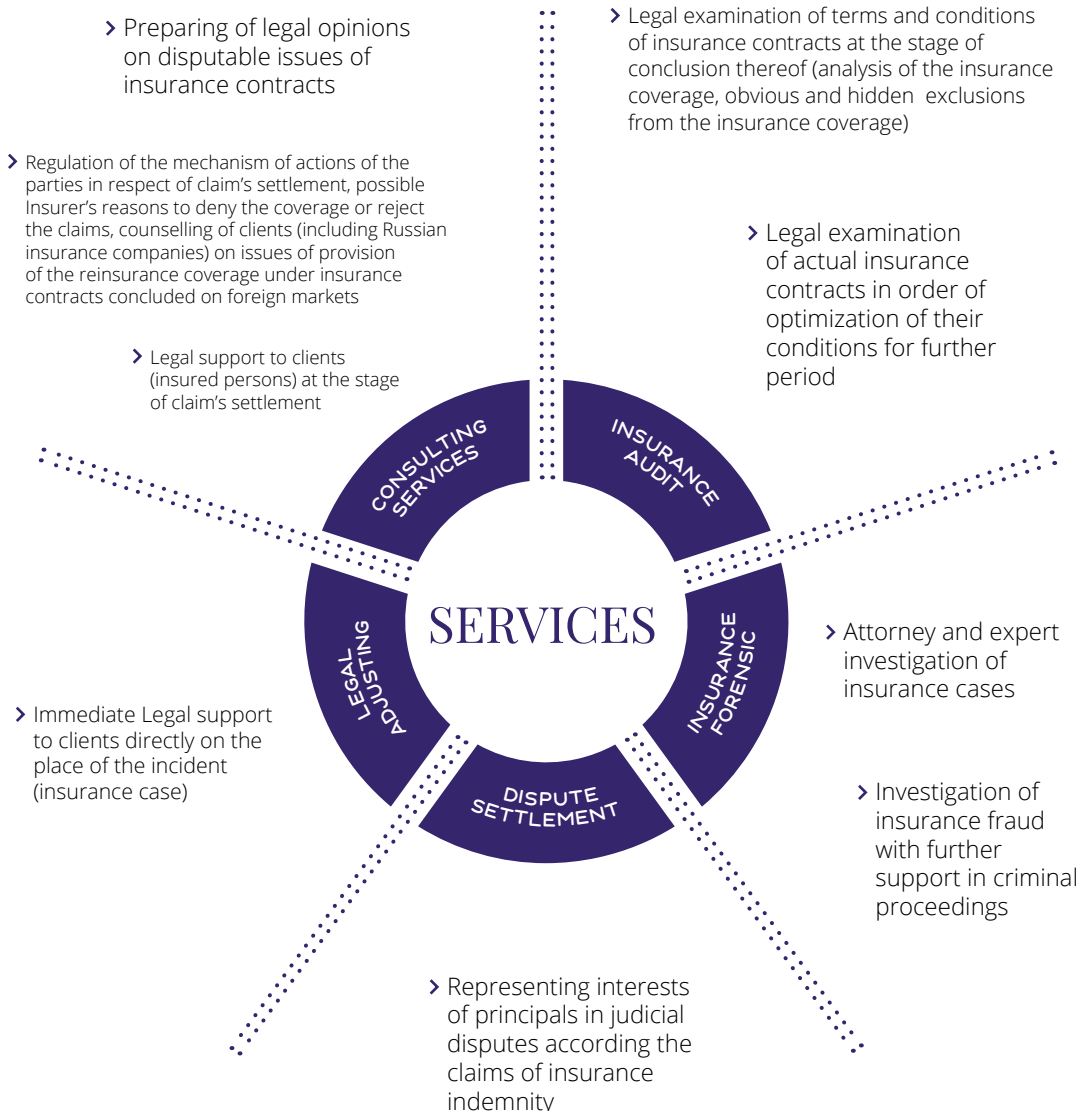 Preparing of legal opinions
on disputable issues of
insurance contracts
Regulation of the mechanism of actions of the
parties in respect of claim's settlement, possible
Insurer's reasons to deny the coverage or reject
the claims, counselling of clients (including Russian
insurance companies) on issues of provision
of the reinsurance coverage under insurance
contracts concluded on foreign markets
Legal support to clients
(insured persons) at the stage
of claim's settlement
CONSULTING
SERVICES
Legal examination of terms and conditions
of insurance contracts at the stage of
conclusion thereof (analysis of the insurance
coverage, obvious and hidden exclusions
from the insurance coverage)
Legal examination
of actual insurance
contracts in order of
optimization of their
conditions for further
period
INSURANCE
AUDIT
SERVICES
LEGAL
ADJUSTING
Immediate Legal support
to clients directly on the
place of the incident
(insurance case)
INSURANCE
FORENSIC
Attorney and expert
investigation of
insurance cases
Investigation of
insurance fraud
with further
support in criminal
proceedings
DISPUTE
SETTLEMENT
Representing interests
of principals in judicial
disputes according the
claims of insurance
indemnity